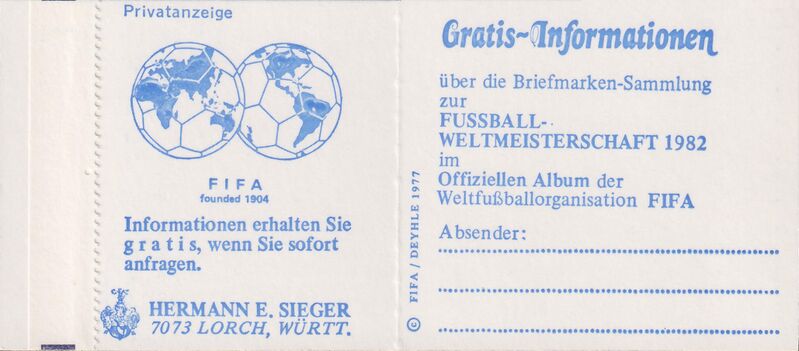 Privatanzeige
FIFA
founded 1904
Informationen erhalten Sie
gratis, wenn Sie sofort
anfragen.
HERMANN E. SIEGER
7073 LORCH, WÜRTT.
© FIFA / DEYHLE 1977
Gratis-Informationen
über die Briefmarken-Sammlung
zur
FUSSBALL-
WELTMEISTERSCHAFT 1982
im
Offiziellen Album der
Weltfußballorganisation FIFA
Absender: